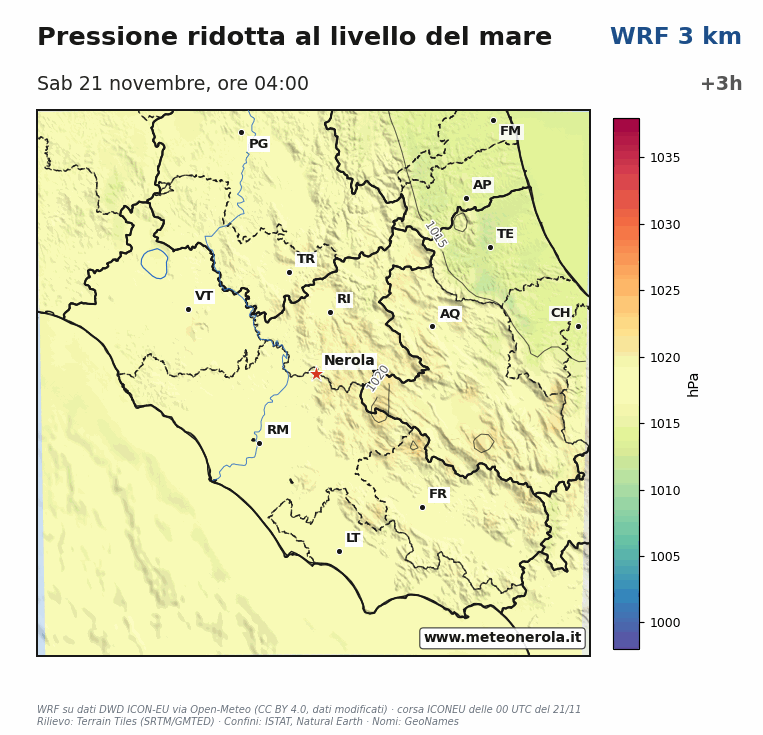 Pressione ridotta al livello del mare
WRF 3 km
Sab 21 novembre, ore 04:00
+3h
FM
PG
AP
1015
TE
TR
VT
RI
AQ
CH
Nerola
1020
RM
FR
LT
www.meteonerola.it
1035
1030
1025
1020
1015
1010
1005
1000
hPa
WRF su dati DWD ICON-EU via Open-Meteo (CC BY 4.0, dati modificati) · corsa ICONEU delle 00 UTC del 21/11
Rilievo: Terrain Tiles (SRTM/GMTED) · Confini: ISTAT, Natural Earth · Nomi: GeoNames